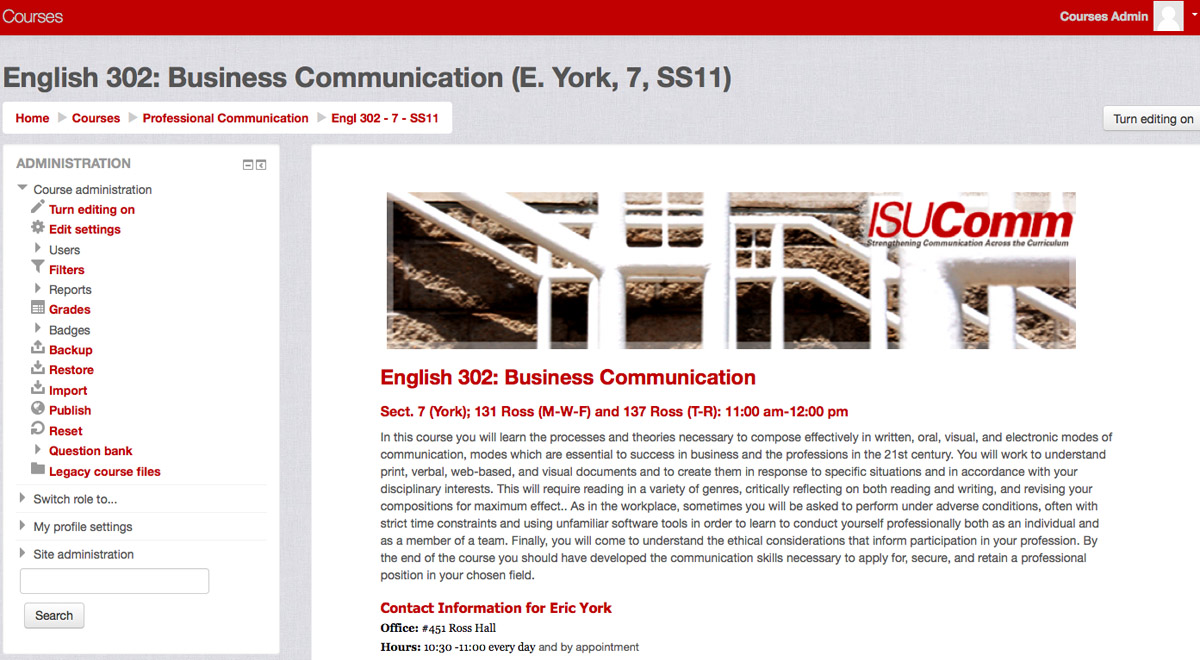 Courses
Courses Admin
English 302: Business Communication (E. York, 7, SS11)
Home Courses Professional Communication Engl 302 - 7 - SS11
Turn editing on
ADMINISTRATION
Course administration
Turn editing on
Edit settings
Users
Filters
Reports
Grades
Badges
Backup
Restore
Import
Publish
Reset
Question bank
Legacy course files
Switch role to...
My profile settings
Site administration
Search
ISUComm
Strengthening Communication Across the Curriculum
English 302: Business Communication
Sect. 7 (York); 131 Ross (M-W-F) and 137 Ross (T-R): 11:00 am-12:00 pm
In this course you will learn the processes and theories necessary to compose effectively in written, oral, visual, and electronic modes of
communication, modes which are essential to success in business and the professions in the 21st century. You will work to understand
print, verbal, web-based, and visual documents and to create them in response to specific situations and in accordance with your
disciplinary interests. This will require reading in a variety of genres, critically reflecting on both reading and writing, and revising your
compositions for maximum effect.. As in the workplace, sometimes you will be asked to perform under adverse conditions, often with
strict time constraints and using unfamiliar software tools in order to learn to conduct yourself professionally both as an individual and
as a member of a team. Finally, you will come to understand the ethical considerations that inform participation in your profession. By
the end of the course you should have developed the communication skills necessary to apply for, secure, and retain a professional
position in your chosen field.
Contact Information for Eric York
Office: #451 Ross Hall
Hours: 10:30 -11:00 every day and by appointment